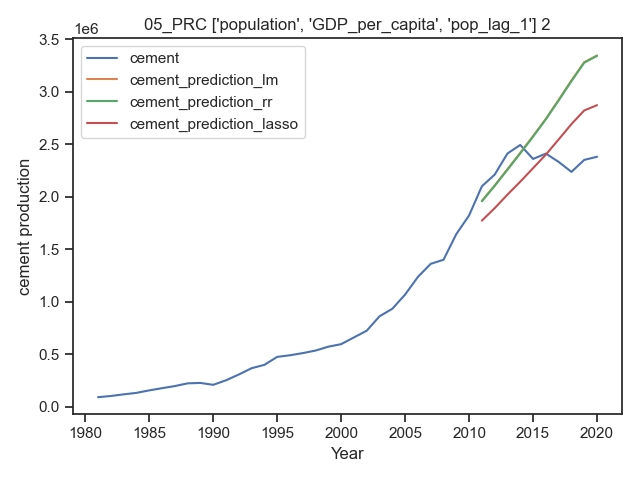 05_PRC ['population', 'GDP_per_capita', 'pop_lag_1'] 2
1e6
3.5
3.0
2.5
2.0
1.5
1.0
0.5
0.0
cement production
cement
cement_prediction_lm
cement_prediction_rr
cement_prediction_lasso
1980 1985 1990 1995 2000 2005 2010 2015 2020
Year